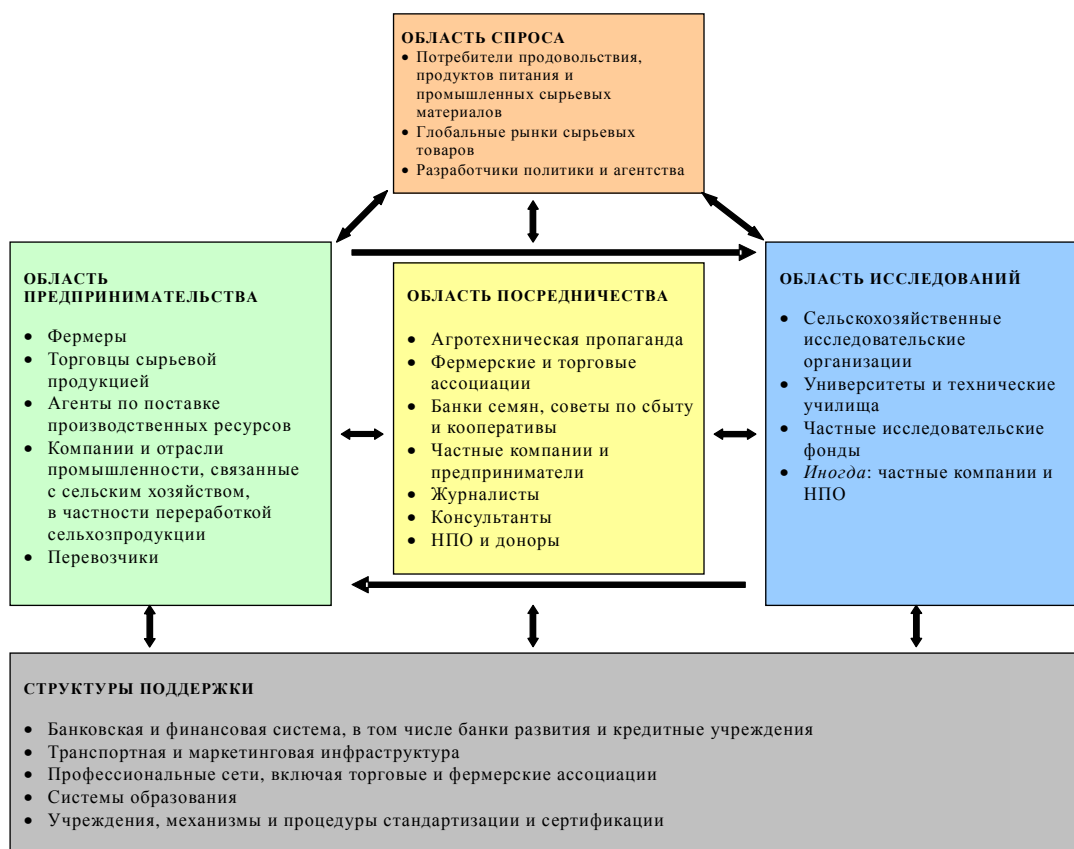 ОБЛАСТЬ СПРОСА
• Потребители продовольствия,
продуктов питания и
промышленных сырьевых
материалов
• Глобальные рынки сырьевых
товаров
• Разработчики политики и агентства
ОБЛАСТЬ
ПРЕДПРИНИМАТЕЛЬСТВА
• Фермеры
• Торговцы сырьевой
продукцией
• Агенты по поставке
производственных ресурсов
• Компании и отрасли
промышленности, связанные
с сельским хозяйством,
в частности переработкой
сельхозпродукции
• Перевозчики
ОБЛАСТЬ ПОСРЕДНИЧЕСТВА
• Агротехническая пропаганда
• Фермерские и торговые
ассоциации
• Банки семян, советы по сбыту
и кооперативы
• Частные компании и
предприниматели
• Журналисты
• Консультанты
• НПО и доноры
ОБЛАСТЬ ИССЛЕДОВАНИЙ
• Сельскохозяйственные
исследовательские
организации
• Университеты и технические
училища
• Частные исследовательские
фонды
• Иногда: частные компании и
НПО
СТРУКТУРЫ ПОДДЕРЖКИ
• Банковская и финансовая система, в том числе банки развития и кредитные учреждения
• Транспортная и маркетинговая инфраструктура
• Профессиональные сети, включая торговые и фермерские ассоциации
• Системы образования
• Учреждения, механизмы и процедуры стандартизации и сертификации